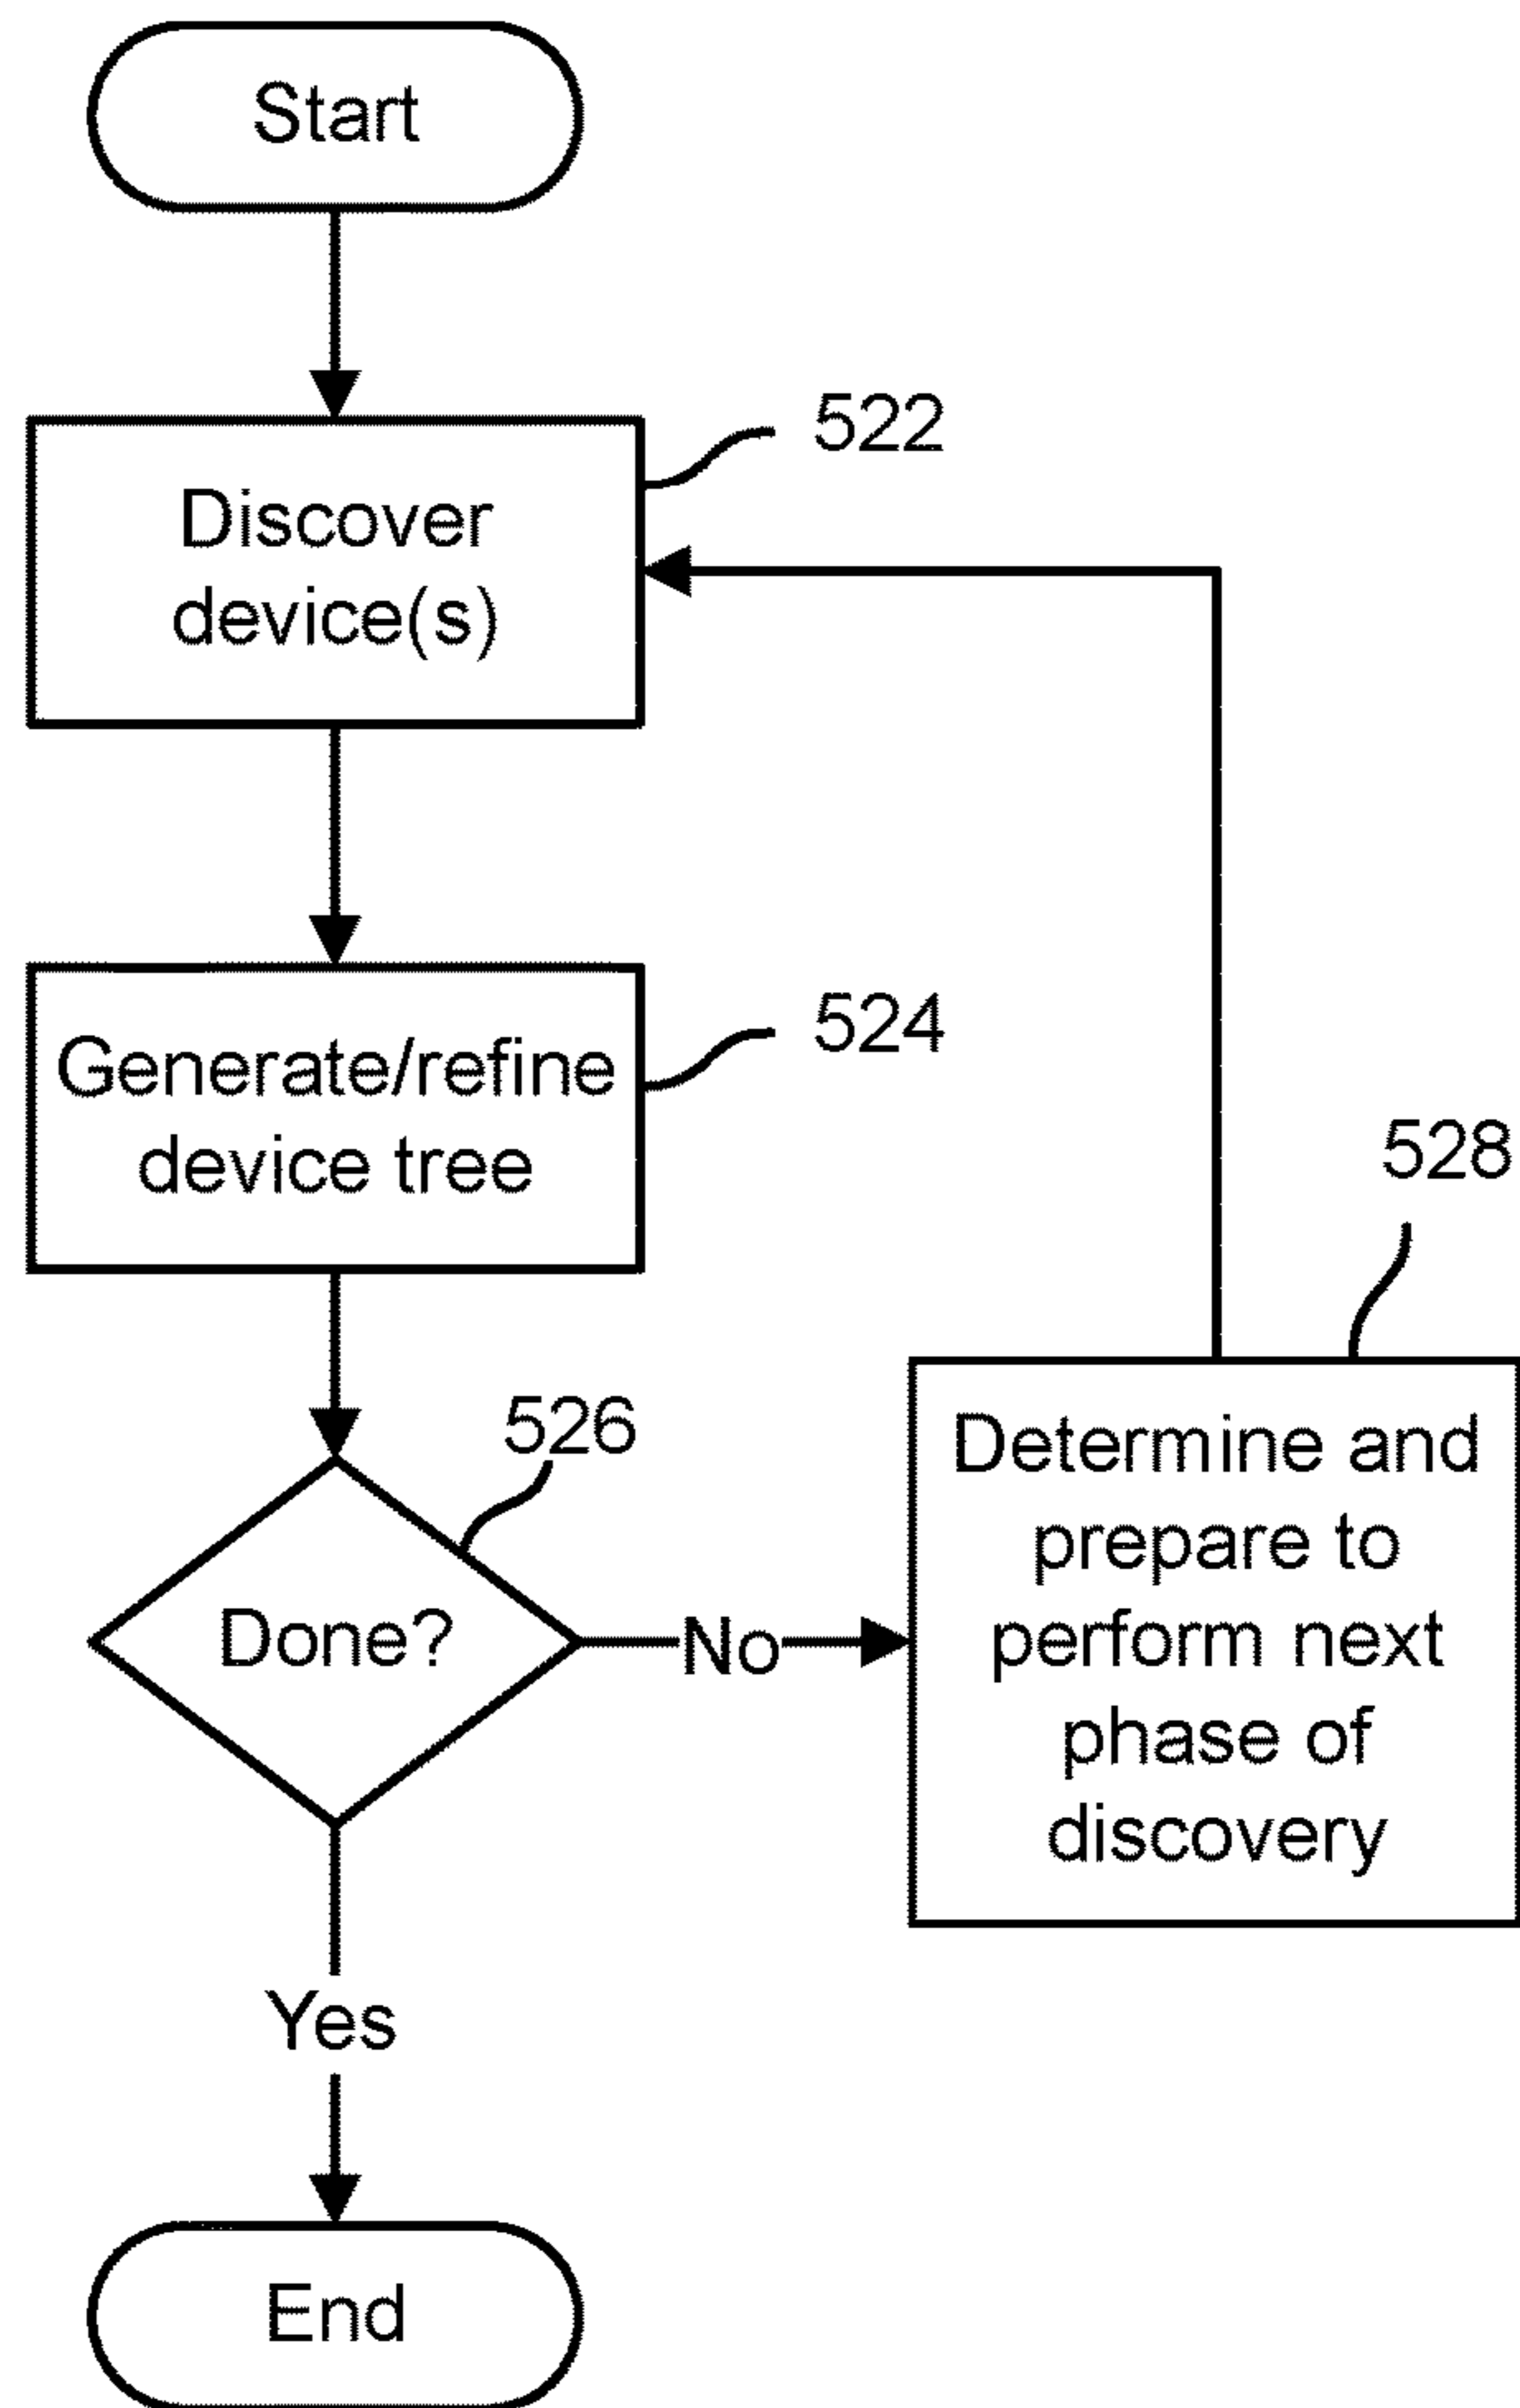 Start
522
Discover
device(s)
524
Generate/refine
device tree
526
Done?
No
528
Determine and
prepare to
perform next
phase of
discovery
Yes
End